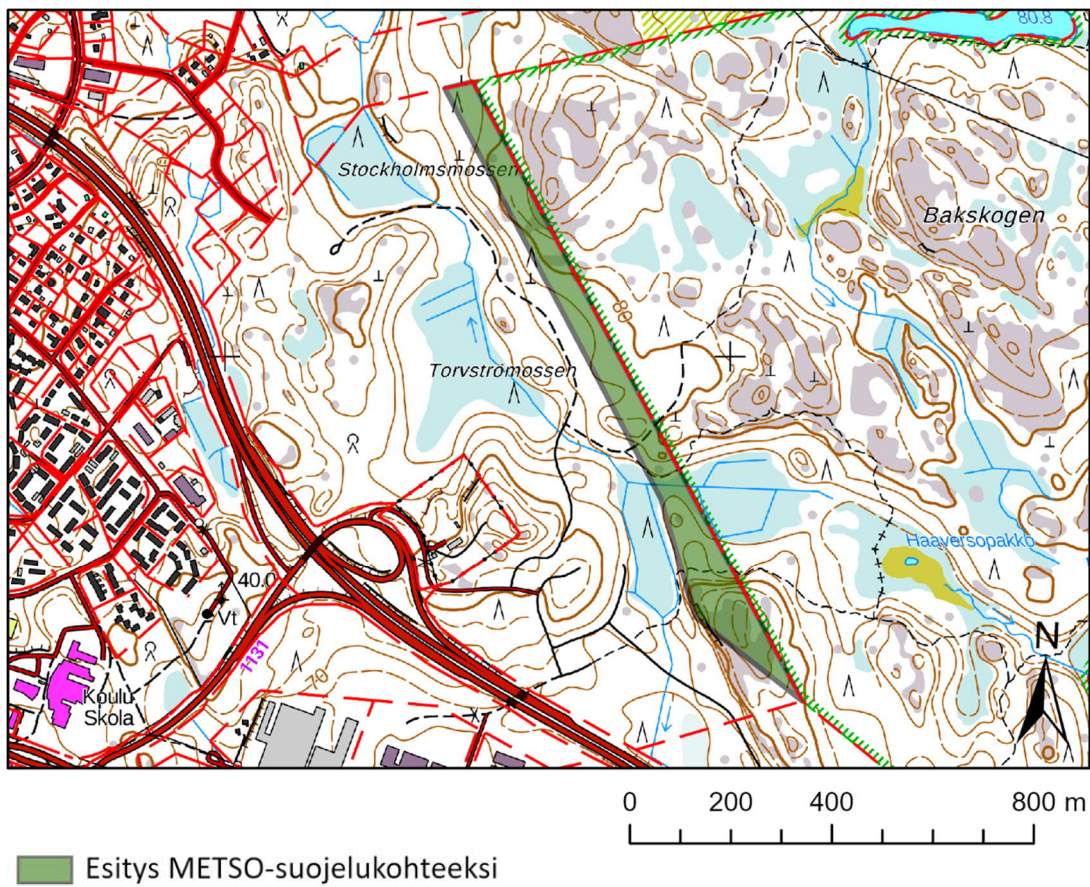 80.8
Stockholmsmossen
Bakskogen
80
Torvströmossen
Haaversopakko
40.0
Vt
1131
70
Koulu
Skola
N
0 200 400 800 m
Esitys METSO-suojelukohteeksi